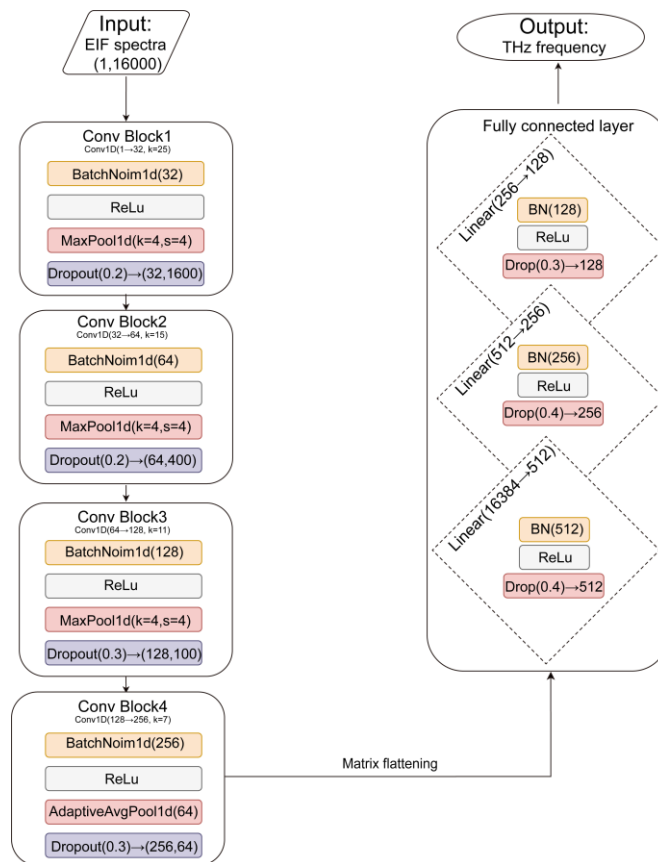 Input:
EIF spectra
(1,16000)
Conv Block1
Conv1D(1→32, k=25)
BatchNoim1d(32)
ReLu
MaxPool1d(k=4,s=4)
Dropout(0.2)→(32,1600)
Conv Block2
Conv1D(32→64, k=15)
BatchNoim1d(64)
ReLu
MaxPool1d(k=4,s=4)
Dropout(0.2)→(64,400)
Conv Block3
Conv1D(64→128, k=11)
BatchNoim1d(128)
ReLu
MaxPool1d(k=4,s=4)
Dropout(0.3)→(128,100)
Conv Block4
Conv1D(128→256, k=7)
BatchNoim1d(256)
ReLu
AdaptiveAvgPool1d(64)
Dropout(0.3)→(256,64)
Matrix flattening
Output:
THz frequency
Fully connected layer
Linear(256→128)
BN(128)
ReLu
Drop(0.3)→128
Linear(512→256)
BN(256)
ReLu
Drop(0.4)→256
Linear(16384→512)
BN(512)
ReLu
Drop(0.4)→512